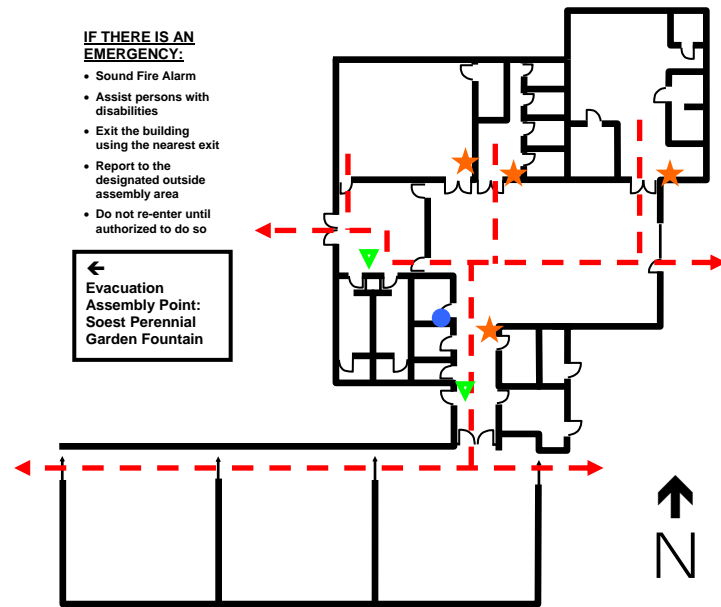 IF THERE IS AN
EMERGENCY:
• Sound Fire Alarm
• Assist persons with
disabilities
• Exit the building
using the nearest exit
• Report to the
designated outside
assembly area
• Do not re-enter until
authorized to do so
←
Evacuation
Assembly Point:
Soest Perennial
Garden Fountain
N